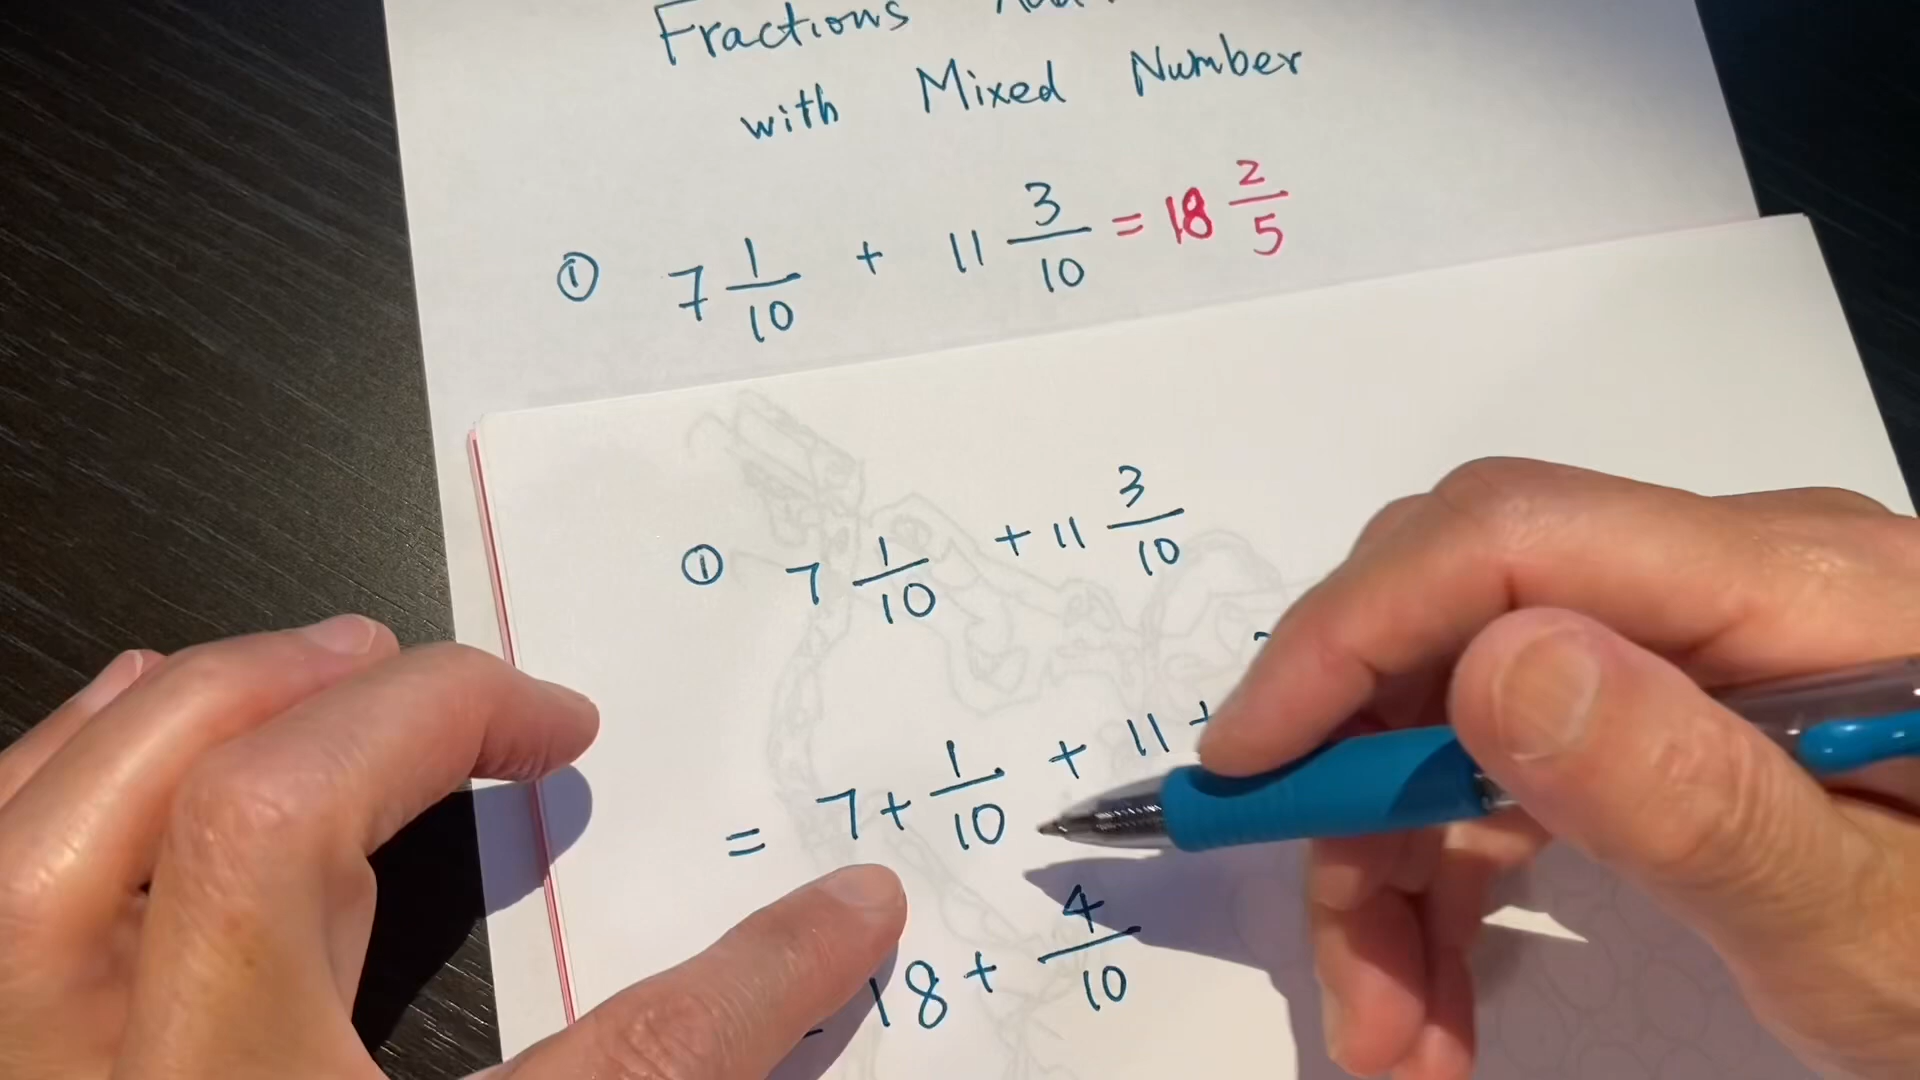 Fractions
with Mixed Number
① 7 1/10 + 11 3/10 = 18 2/5
① 7 1/10 + 11 3/10
= 7 + 1/10 + 11 +
18 + 4/10